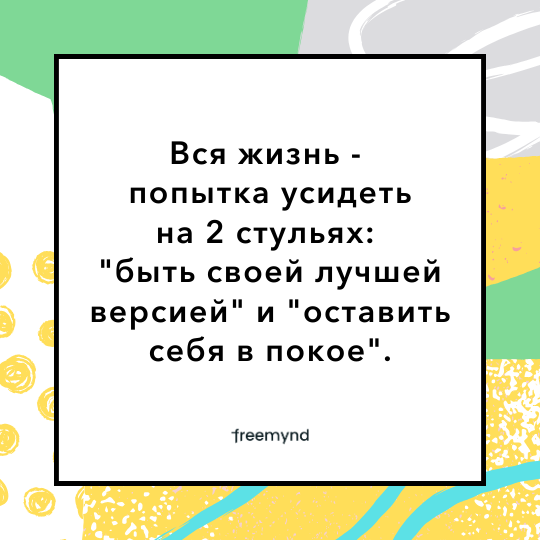 Вся жизнь -
попытка усидеть
на 2 стульях:
"быть своей лучшей
версией" и "оставить
себя в покое".
freemynd